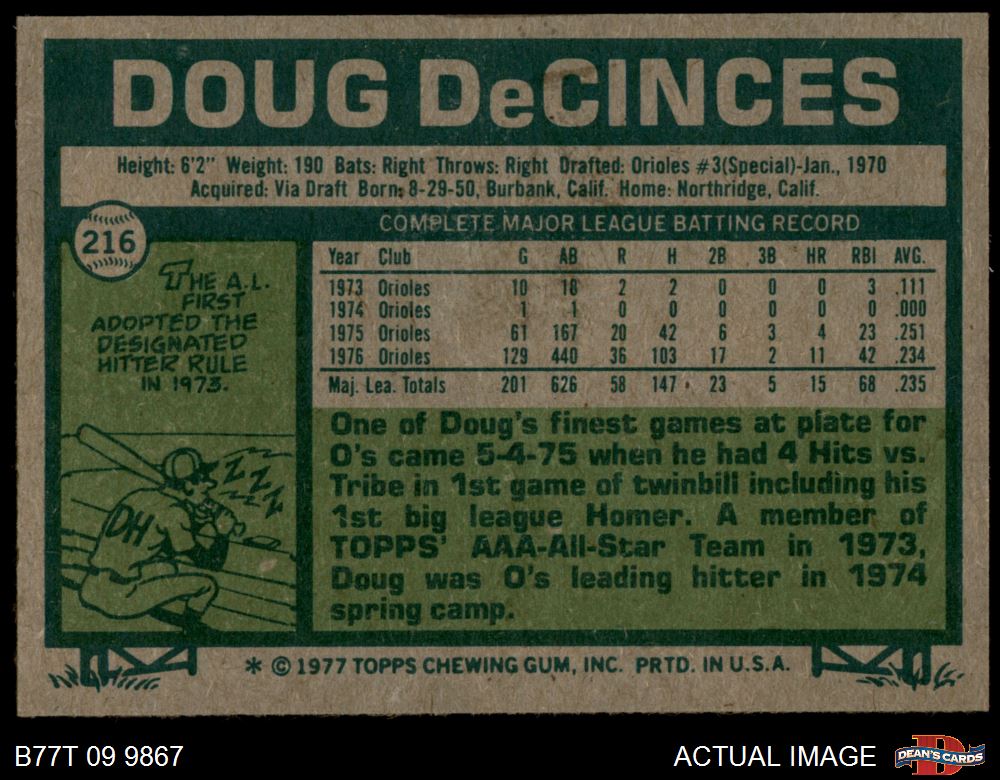 DOUG DeCINCES
Height: 6'2" Weight: 190 Bats: Right Throws: Right Drafted: Orioles #3(Special)-Jan., 1970
Acquired: Via Draft Born: 8-29-50, Burbank, Calif. Home: Northridge, Calif.
216
THE A.L.
FIRST
ADOPTED THE
DESIGNATED
HITTER RULE
IN 1973.
ZZZZ
DH
COMPLETE MAJOR LEAGUE BATTING RECORD
Year Club G AB R H 2B 3B HR RBI AVG.
1973 Orioles 10 18 2 2 0 0 0 3 .111
1974 Orioles 1 1 0 0 0 0 0 0 .000
1975 Orioles 61 167 20 42 6 3 4 23 .251
1976 Orioles 129 440 36 103 17 2 11 42 .234
Maj. Lea. Totals 201 626 58 147 23 5 15 68 .235
One of Doug's finest games at plate for
O's came 5-4-75 when he had 4 Hits vs.
Tribe in 1st game of twinbill including his
1st big league Homer. A member of
TOPPS' AAA-All-Star Team in 1973,
Doug was O's leading hitter in 1974
spring camp.
* © 1977 TOPPS CHEWING GUM, INC. PRTD. IN U.S.A.
B77T 09 9867
ACTUAL IMAGE
DEAN'S CARDS